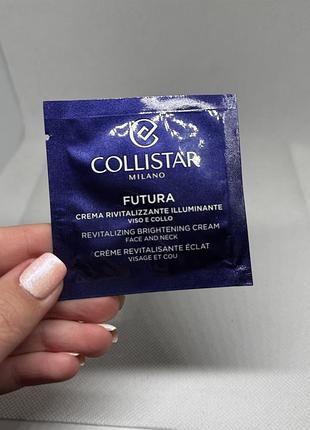 COLLISTAR
MILANO
FUTURA
CREMA RIVITALIZZANTE ILLUMINANTE
VISO E COLLO
REVITALIZING BRIGHTENING CREAM
FACE AND NECK
CRÈME REVITALISANTE ÉCLAT
VISAGE ET COU